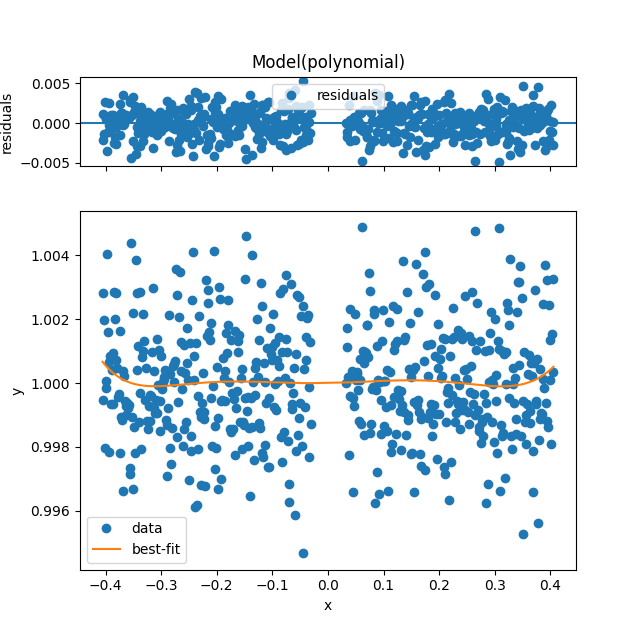 Model(polynomial)
0.005
0.000
−0.005
residuals
residuals
1.004
1.002
1.000
0.998
0.996
y
data
best-fit
−0.4 −0.3 −0.2 −0.1 0.0 0.1 0.2 0.3 0.4
x